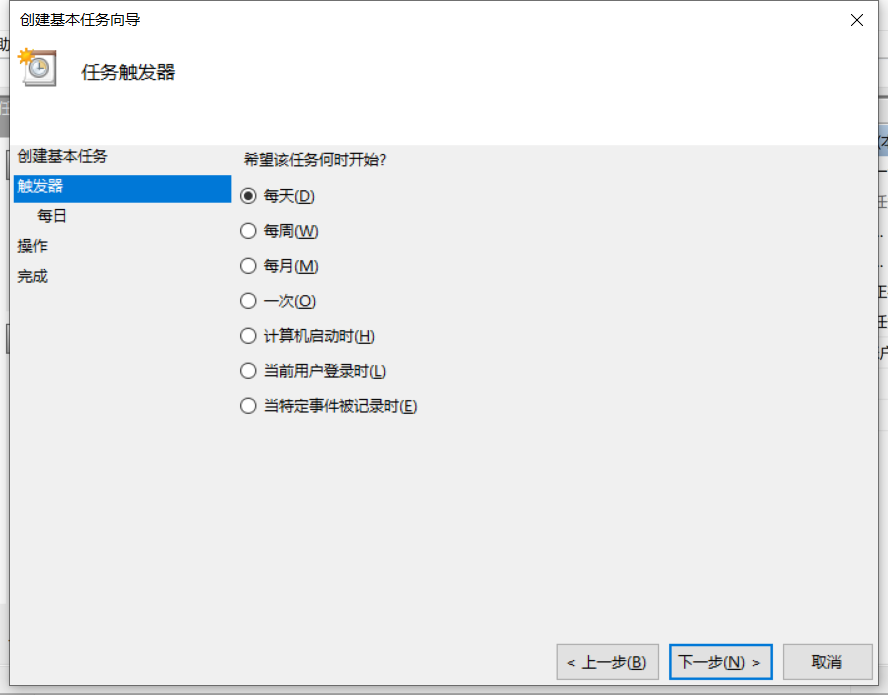 创建基本任务向导
任务触发器
创建基本任务
触发器
每日
操作
完成
希望该任务何时开始?
每天(D)
每周(W)
每月(M)
一次(O)
计算机启动时(H)
当前用户登录时(L)
当特定事件被记录时(E)
< 上一步(B)
下一步(N) >
取消